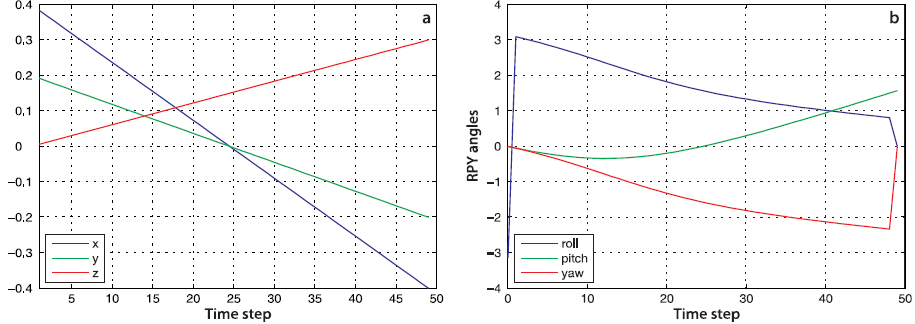 a
0.4
0.3
0.2
0.1
0
−0.1
−0.2
−0.3
−0.4
x
y
z
5 10 15 20 25 30 35 40 45 50
Time step
b
RPY angles
4
3
2
1
0
−1
−2
−3
−4
roll
pitch
yaw
0 10 20 30 40 50
Time step